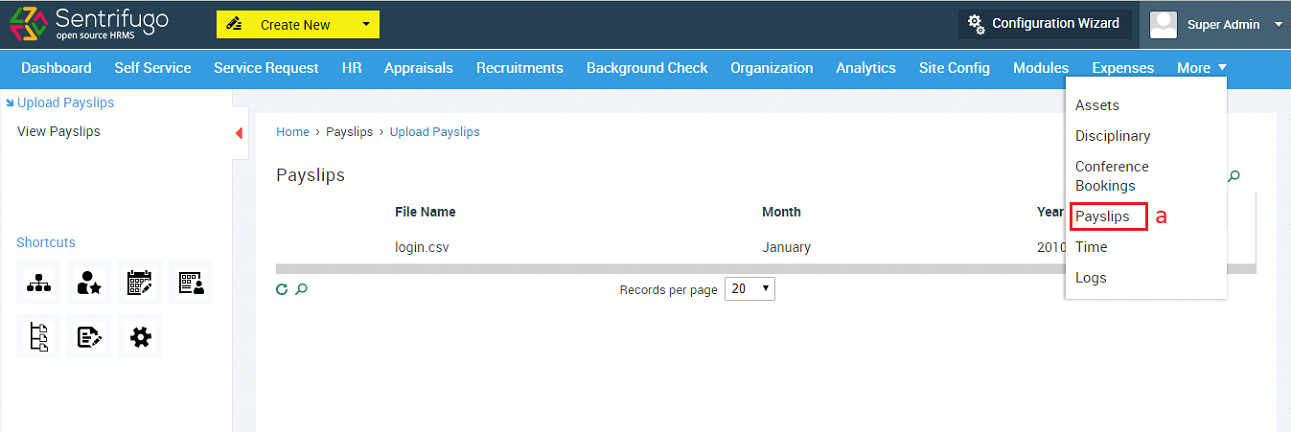 Sentrifugo
open source HRMS
Create New
Configuration Wizard
Super Admin
Dashboard Self Service Service Request HR Appraisals Recruitments Background Check Organization Analytics Site Config Modules Expenses More
Upload Payslips
View Payslips
Shortcuts
Home › Payslips › Upload Payslips
Payslips
File Name Month Year
login.csv January 2010
Records per page 20
Assets
Disciplinary
Conference
Bookings
Payslips a
Time
Logs